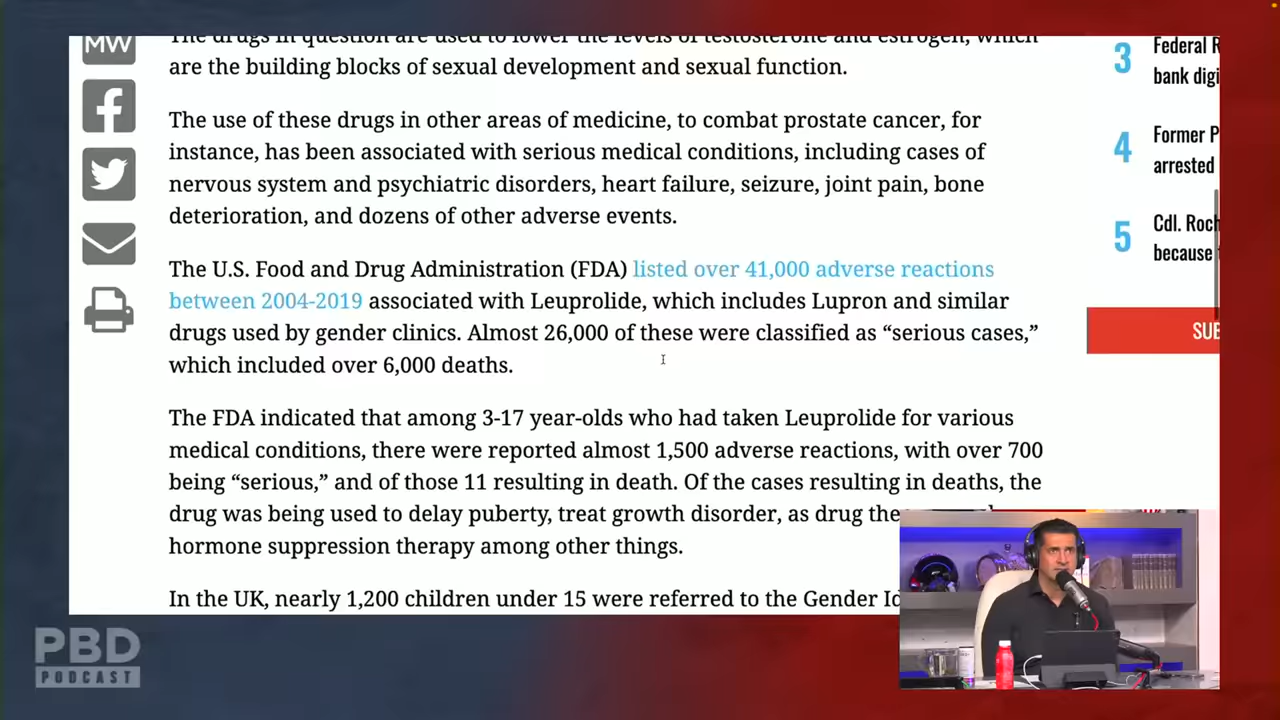 MW
The drugs in question are used to lower the levels of testosterone and estrogen, which
are the building blocks of sexual development and sexual function.
The use of these drugs in other areas of medicine, to combat prostate cancer, for
instance, has been associated with serious medical conditions, including cases of
nervous system and psychiatric disorders, heart failure, seizure, joint pain, bone
deterioration, and dozens of other adverse events.
The U.S. Food and Drug Administration (FDA) listed over 41,000 adverse reactions
between 2004-2019 associated with Leuprolide, which includes Lupron and similar
drugs used by gender clinics. Almost 26,000 of these were classified as “serious cases,”
which included over 6,000 deaths.
The FDA indicated that among 3-17 year-olds who had taken Leuprolide for various
medical conditions, there were reported almost 1,500 adverse reactions, with over 700
being “serious,” and of those 11 resulting in death. Of the cases resulting in deaths, the
drug was being used to delay puberty, treat growth disorder, as drug the
hormone suppression therapy among other things.
In the UK, nearly 1,200 children under 15 were referred to the Gender Id
3 Federal R
bank digi
4 Former P
arrested
5 Cdl. Roch
because
SUB
PBD
PODCAST